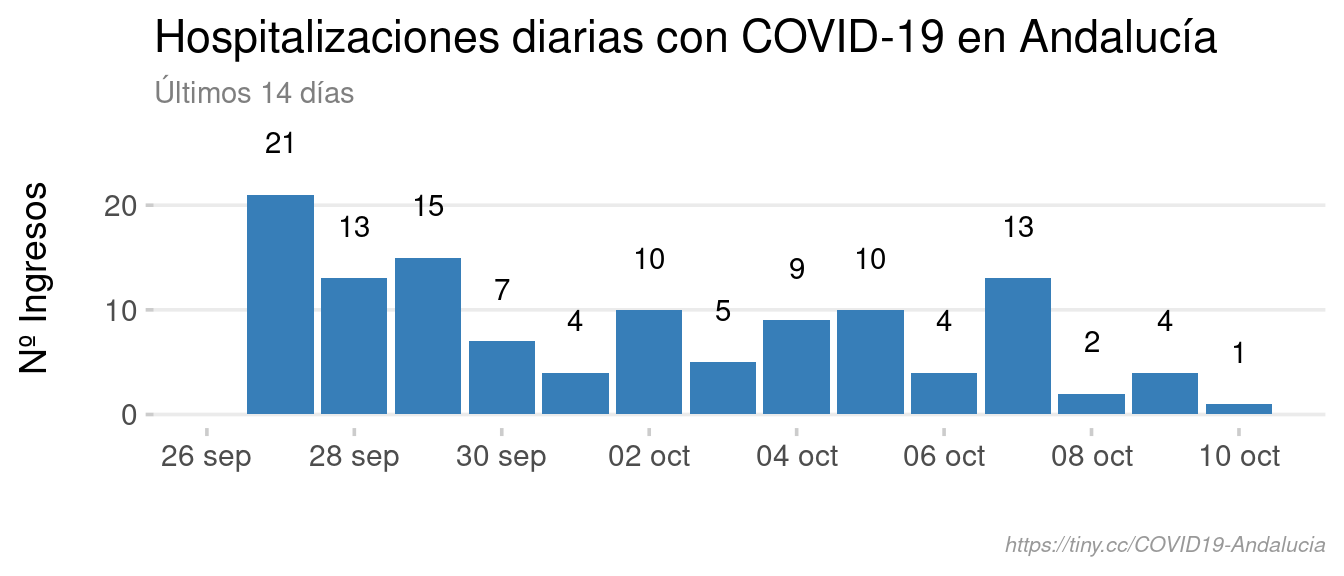 Hospitalizaciones diarias con COVID-19 en Andalucía
Últimos 14 días
Nº Ingresos
20
10
0
21
13
15
7
4
10
5
9
10
4
13
2
4
1
26 sep
28 sep
30 sep
02 oct
04 oct
06 oct
08 oct
10 oct
https://tiny.cc/COVID19-Andalucia